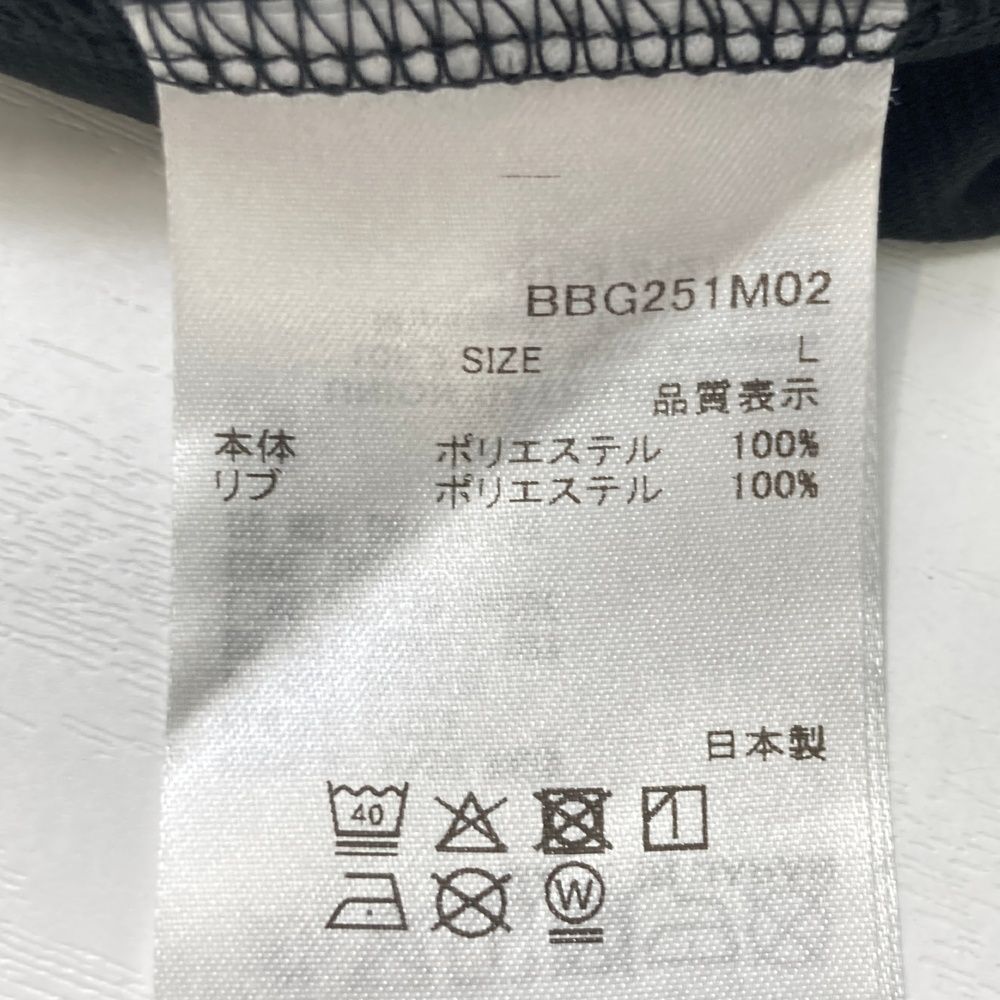 BBG251M02
SIZE L
品質表示
本体 ポリエステル 100%
リブ ポリエステル 100%
日本製
40
W